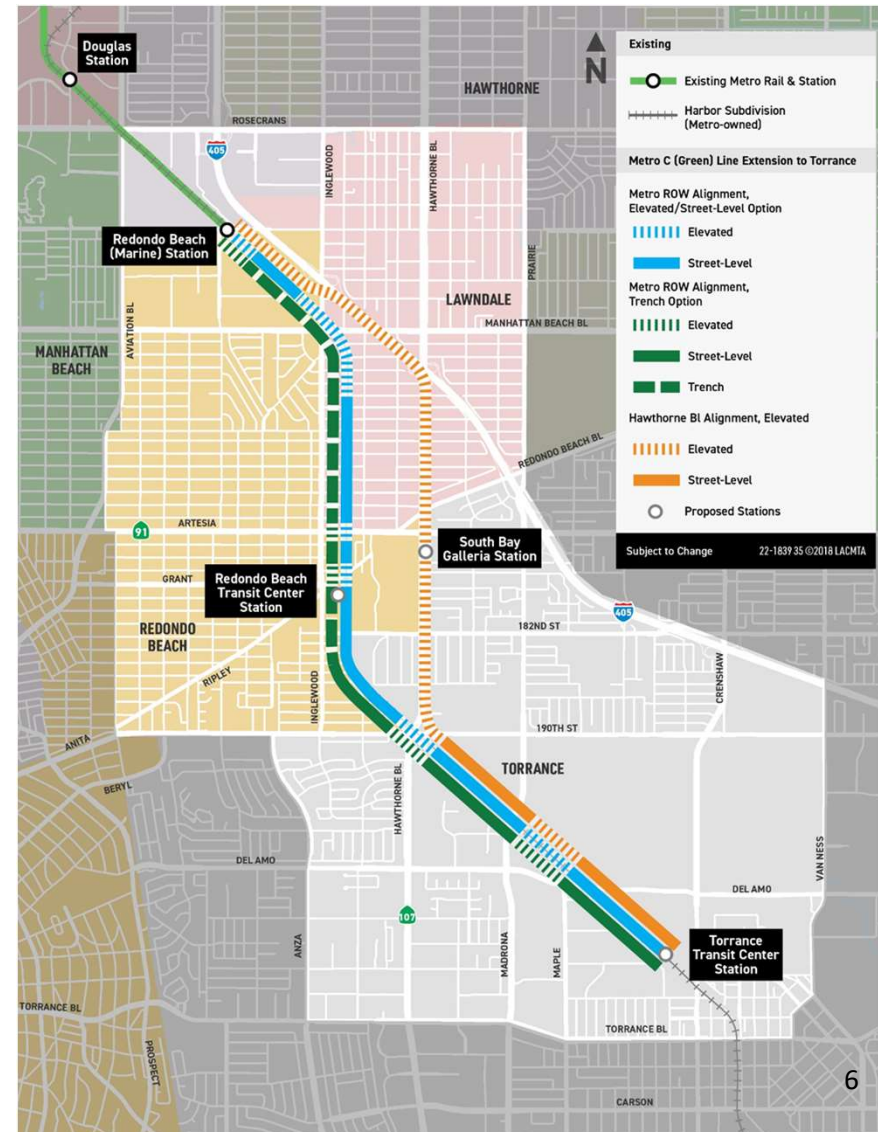 Douglas
Station
HAWTHORNE
ROSECRANS
405
INGLEWOOD
HAWTHORNE BL
PRAIRIE
Redondo Beach
(Marine) Station
LAWNDALE
AVIATION BL
MANHATTAN BEACH BL
MANHATTAN
BEACH
REDONDO BEACH BL
ARTESIA
91
South Bay
Galleria Station
GRANT
Redondo Beach
Transit Center
Station
405
182ND ST
REDONDO
BEACH
RIPLEY
INGLEWOOD
CRENSHAW
190TH ST
ANITA
BERYL
TORRANCE
HAWTHORNE BL
VAN NESS
DEL AMO
DEL AMO
107
ANZA
MADRONA
MAPLE
Torrance
Transit Center
Station
TORRANCE BL
TORRANCE BL
PROSPECT
CARSON
N
Existing
Existing Metro Rail & Station
Harbor Subdivision
(Metro-owned)
Metro C (Green) Line Extension to Torrance
Metro ROW Alignment,
Elevated/Street-Level Option
Elevated
Street-Level
Metro ROW Alignment,
Trench Option
Elevated
Street-Level
Trench
Hawthorne Bl Alignment, Elevated
Elevated
Street-Level
Proposed Stations
Subject to Change
22-1839 35 ©2018 LACMTA
6